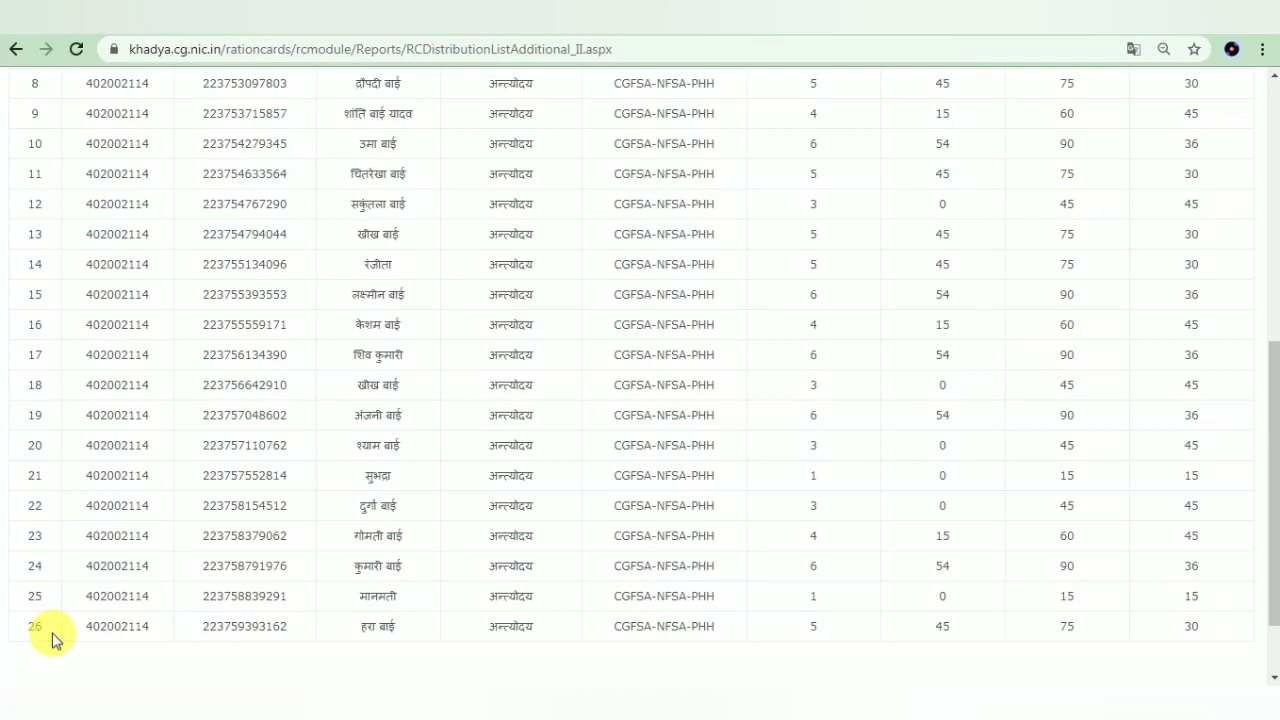 khadya.cg.nic.in/rationcards/rcmodule/Reports/RCDistributionListAdditional_II.aspx
8 402002114 223753097803 द्रौपदी बाई अन्त्योदय CGFSA-NFSA-PHH 5 45 75 30
9 402002114 223753715857 शांति बाई यादव अन्त्योदय CGFSA-NFSA-PHH 4 15 60 45
10 402002114 223754279345 उमा बाई अन्त्योदय CGFSA-NFSA-PHH 6 54 90 36
11 402002114 223754633564 चितरेखा बाई अन्त्योदय CGFSA-NFSA-PHH 5 45 75 30
12 402002114 223754767290 सकुंतला बाई अन्त्योदय CGFSA-NFSA-PHH 3 0 45 45
13 402002114 223754794044 खीख बाई अन्त्योदय CGFSA-NFSA-PHH 5 45 75 30
14 402002114 223755134096 रंजीता अन्त्योदय CGFSA-NFSA-PHH 5 45 75 30
15 402002114 223755393553 लक्ष्मीन बाई अन्त्योदय CGFSA-NFSA-PHH 6 54 90 36
16 402002114 223755559171 केशम बाई अन्त्योदय CGFSA-NFSA-PHH 4 15 60 45
17 402002114 223756134390 शिव कुमारी अन्त्योदय CGFSA-NFSA-PHH 6 54 90 36
18 402002114 223756642910 खीख बाई अन्त्योदय CGFSA-NFSA-PHH 3 0 45 45
19 402002114 223757048602 अंजनी बाई अन्त्योदय CGFSA-NFSA-PHH 6 54 90 36
20 402002114 223757110762 श्याम बाई अन्त्योदय CGFSA-NFSA-PHH 3 0 45 45
21 402002114 223757552814 सुभद्रा अन्त्योदय CGFSA-NFSA-PHH 1 0 15 15
22 402002114 223758154512 दुर्गा बाई अन्त्योदय CGFSA-NFSA-PHH 3 0 45 45
23 402002114 223758379062 गोमती बाई अन्त्योदय CGFSA-NFSA-PHH 4 15 60 45
24 402002114 223758791976 कुमारी बाई अन्त्योदय CGFSA-NFSA-PHH 6 54 90 36
25 402002114 223758839291 मानमती अन्त्योदय CGFSA-NFSA-PHH 1 0 15 15
26 402002114 223759393162 हरा बाई अन्त्योदय CGFSA-NFSA-PHH 5 45 75 30